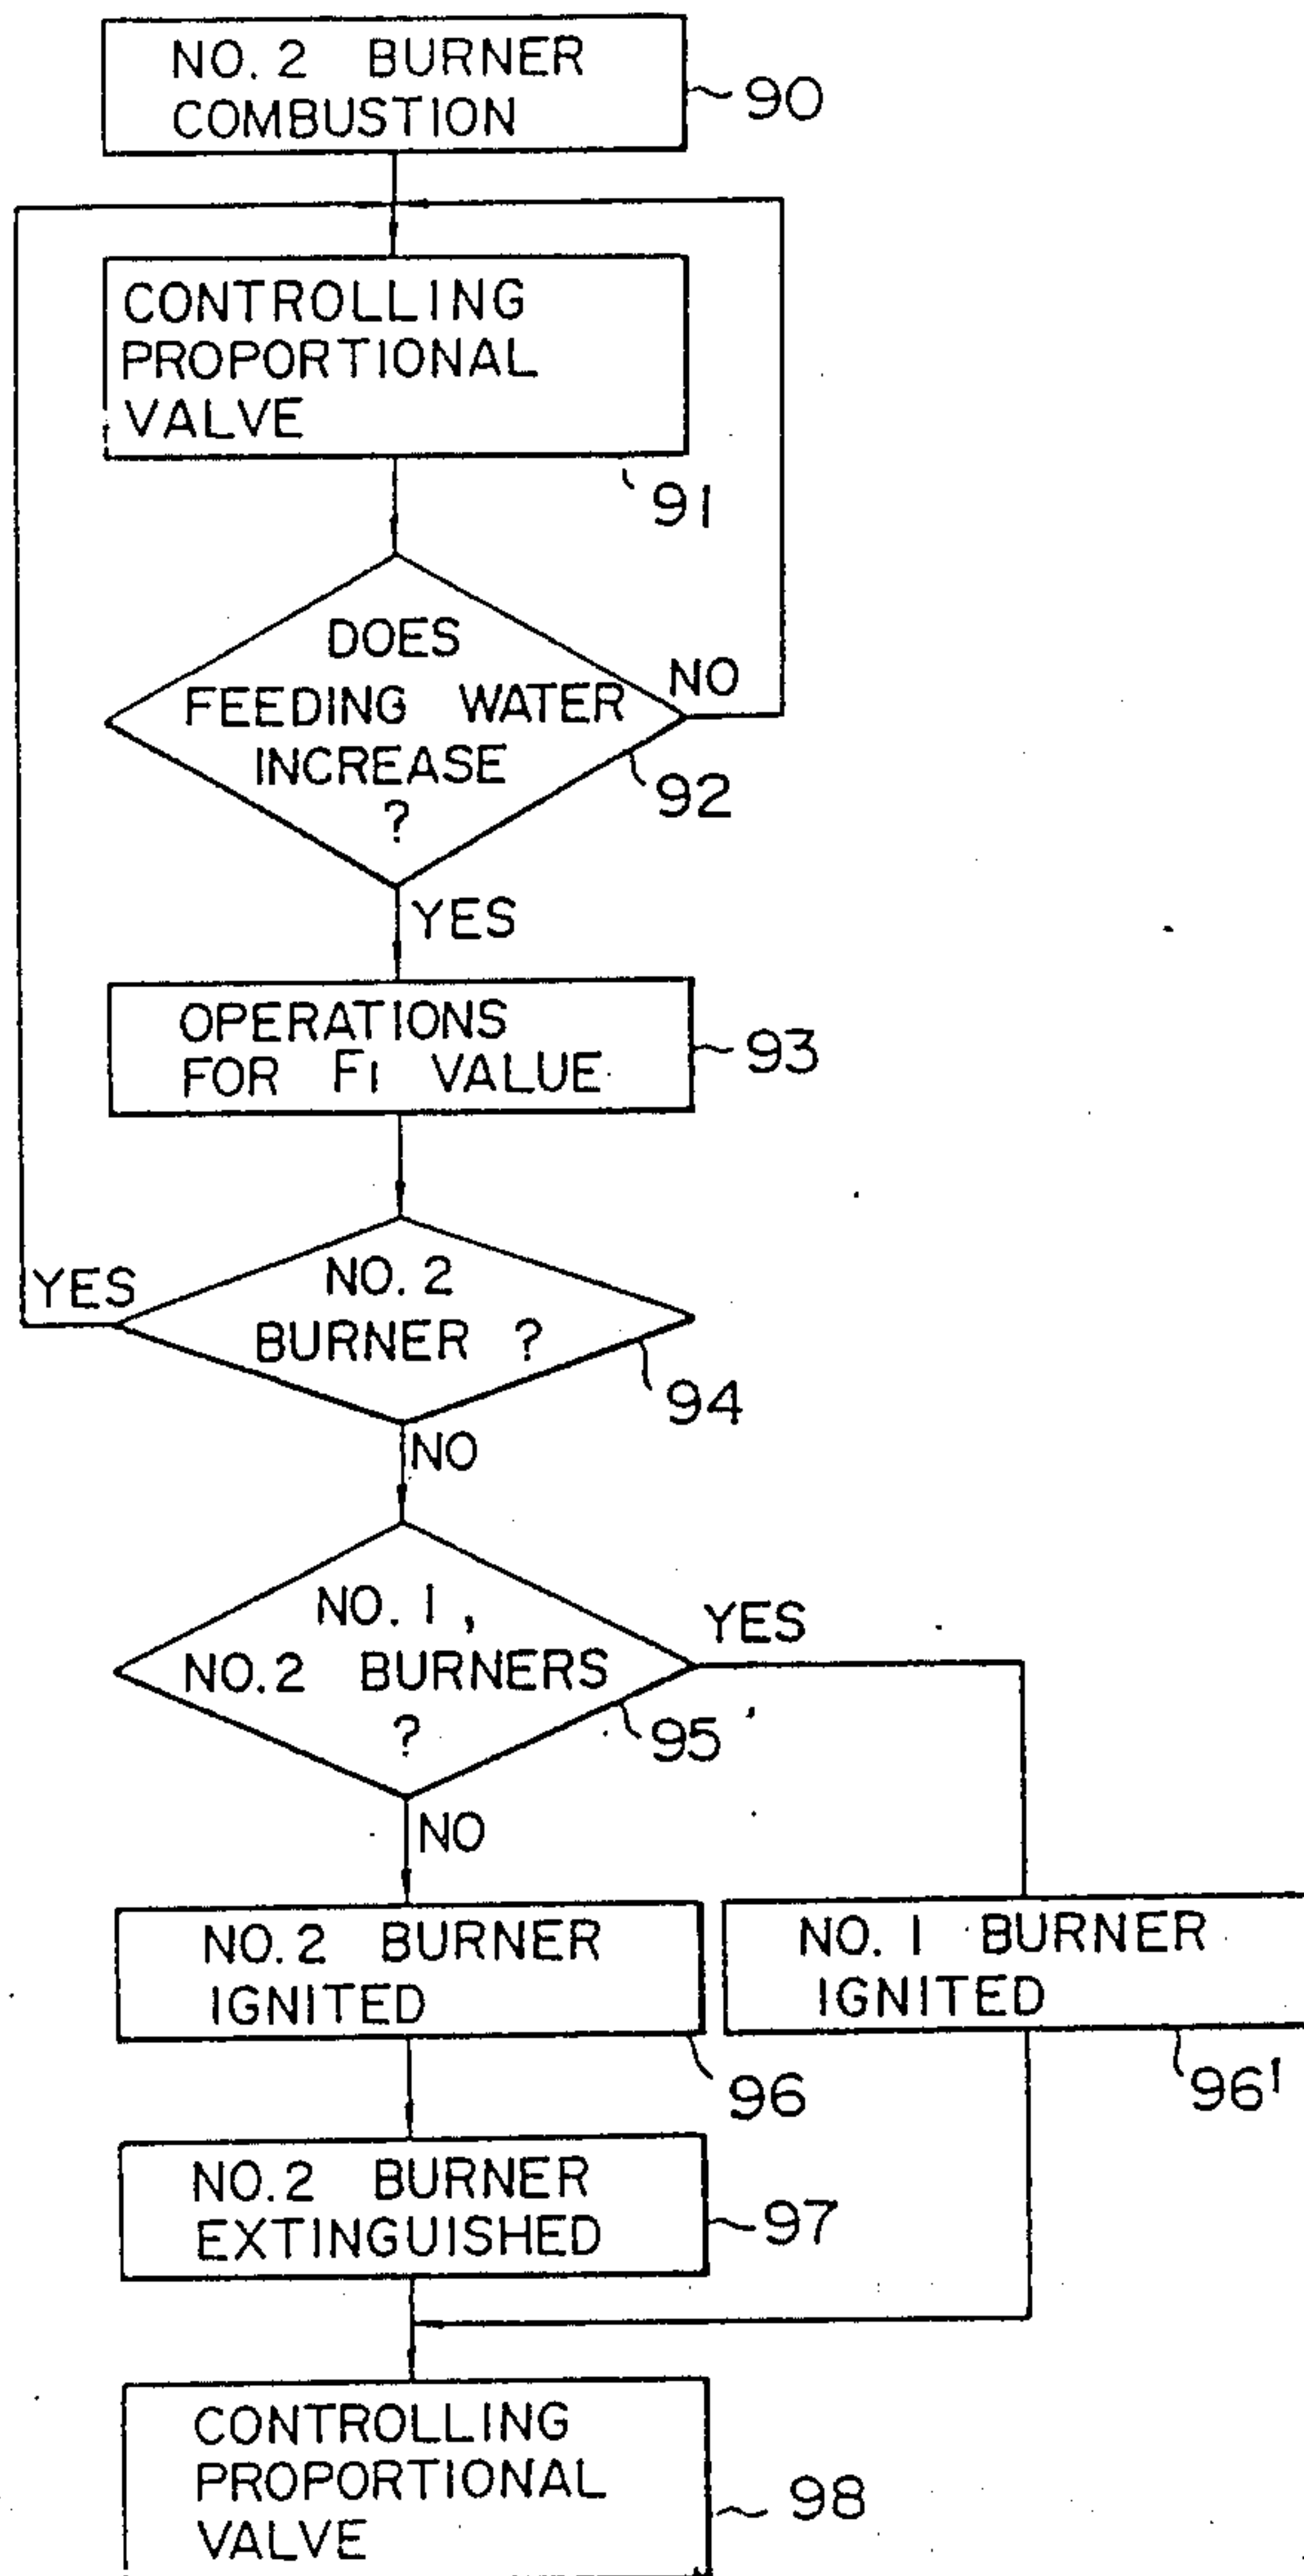 NO. 2 BURNER
COMBUSTION
90
CONTROLLING
PROPORTIONAL
VALVE
91
DOES
FEEDING WATER
INCREASE
?
NO
92
YES
OPERATIONS
FOR F1 VALUE
93
NO. 2
BURNER ?
YES
94
NO
NO. 1,
NO. 2 BURNERS
?
YES
95
NO
NO. 2 BURNER
IGNITED
96
NO. 1 BURNER
IGNITED
96'
NO. 2 BURNER
EXTINGUISHED
97
CONTROLLING
PROPORTIONAL
VALVE
98